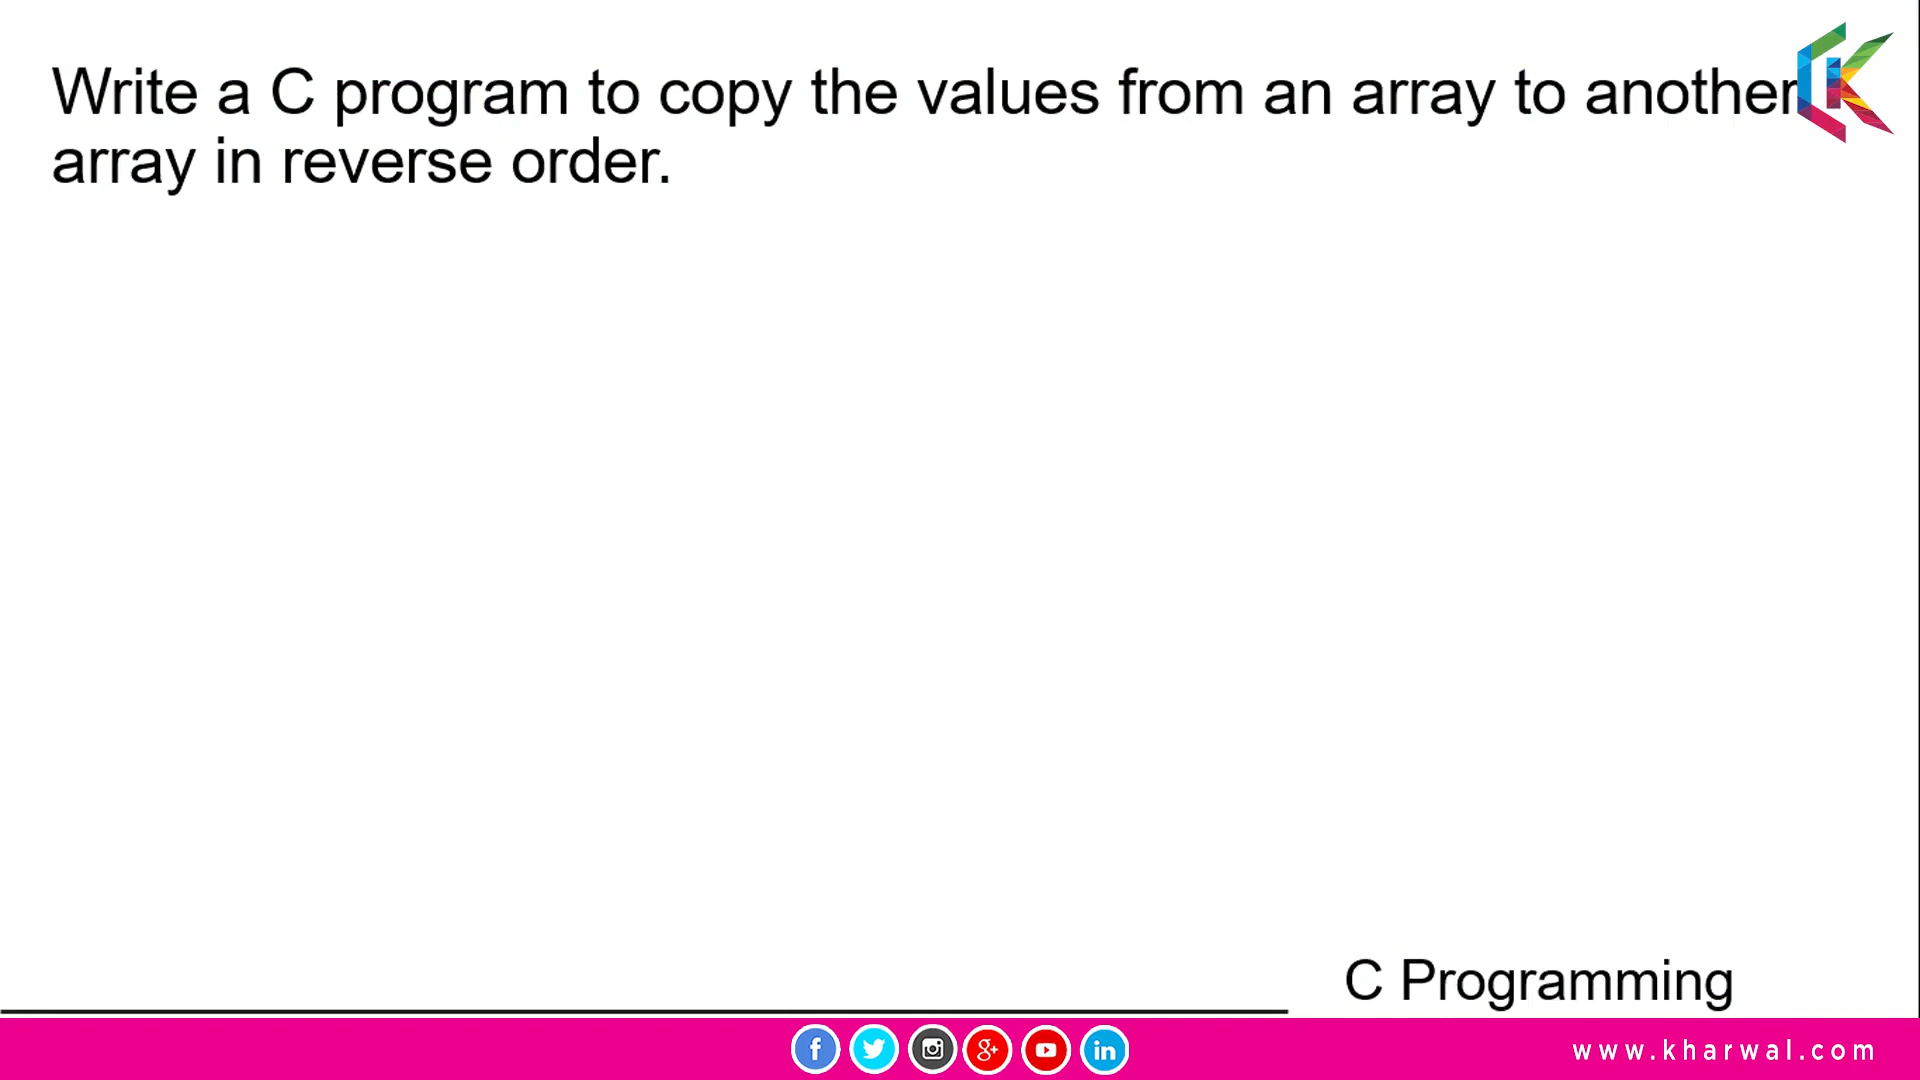 Write a C program to copy the values from an array to another
array in reverse order.
C Programming
www.kharwal.com